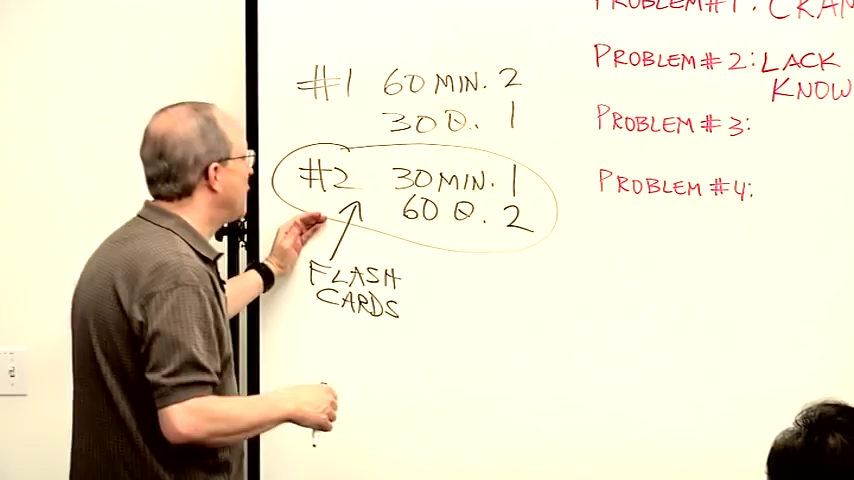 #1 60 MIN. 2
30 Q. 1
#2 30 MIN. 1
60 Q. 2
FLASH
CARDS
PROBLEM #1:
PROBLEM #2: LACK
KNOW
PROBLEM #3:
PROBLEM #4: